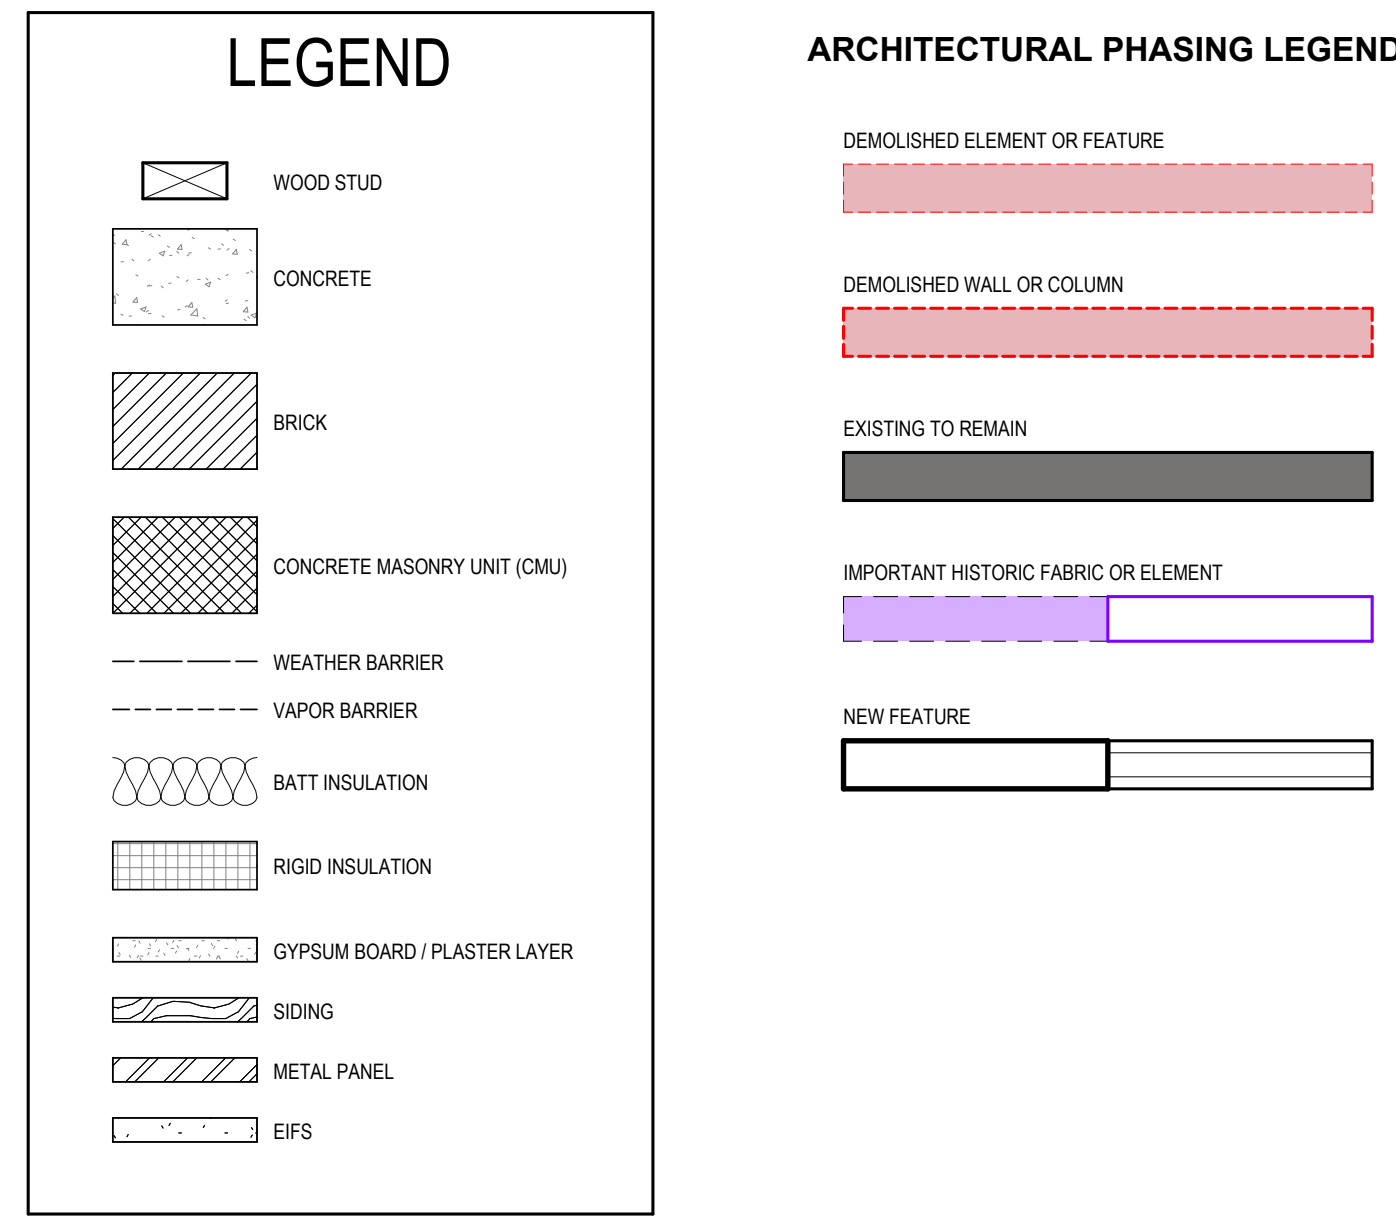 LEGEND
WOOD STUD
CONCRETE
BRICK
CONCRETE MASONRY UNIT (CMU)
WEATHER BARRIER
VAPOR BARRIER
BATT INSULATION
RIGID INSULATION
GYPSUM BOARD / PLASTER LAYER
SIDING
METAL PANEL
EIFS
ARCHITECTURAL PHASING LEGEND
DEMOLISHED ELEMENT OR FEATURE
DEMOLISHED WALL OR COLUMN
EXISTING TO REMAIN
IMPORTANT HISTORIC FABRIC OR ELEMENT
NEW FEATURE